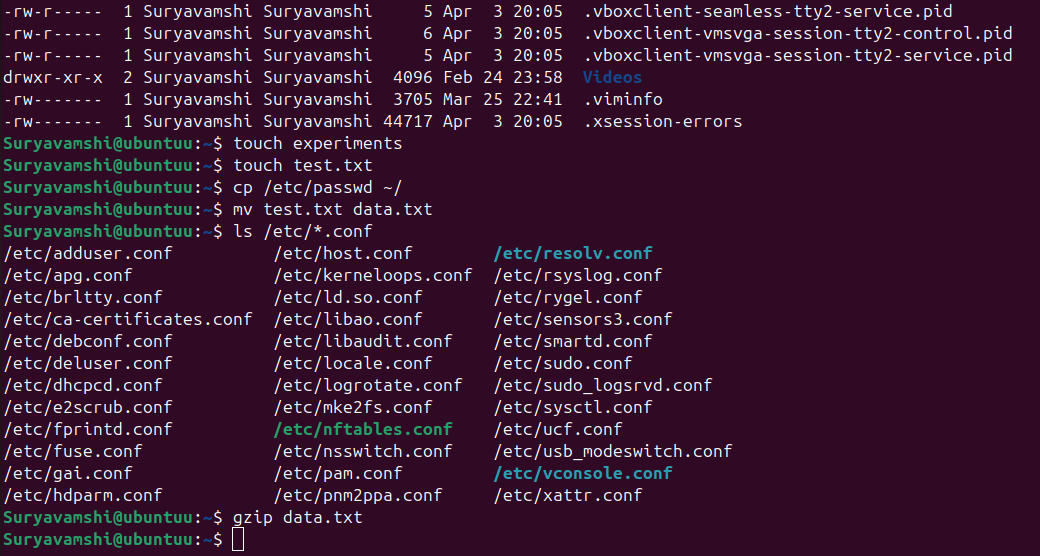 -rw-r----- 1 Suryavamshi Suryavamshi 5 Apr 3 20:05 .vboxclient-seamless-tty2-service.pid
-rw-r----- 1 Suryavamshi Suryavamshi 6 Apr 3 20:05 .vboxclient-vmsvga-session-tty2-control.pid
-rw-r----- 1 Suryavamshi Suryavamshi 5 Apr 3 20:05 .vboxclient-vmsvga-session-tty2-service.pid
drwxr-xr-x 2 Suryavamshi Suryavamshi 4096 Feb 24 23:58 Videos
-rw------- 1 Suryavamshi Suryavamshi 3705 Mar 25 22:41 .viminfo
-rw------- 1 Suryavamshi Suryavamshi 44717 Apr 3 20:05 .xsession-errors
Suryavamshi@ubuntuu:~$ touch experiments
Suryavamshi@ubuntuu:~$ touch test.txt
Suryavamshi@ubuntuu:~$ cp /etc/passwd ~/
Suryavamshi@ubuntuu:~$ mv test.txt data.txt
Suryavamshi@ubuntuu:~$ ls /etc/*.conf
/etc/adduser.conf /etc/host.conf /etc/resolv.conf
/etc/apg.conf /etc/kerneloops.conf /etc/rsyslog.conf
/etc/brltty.conf /etc/ld.so.conf /etc/rygel.conf
/etc/ca-certificates.conf /etc/libao.conf /etc/sensors3.conf
/etc/debconf.conf /etc/libaudit.conf /etc/smartd.conf
/etc/deluser.conf /etc/locale.conf /etc/sudo.conf
/etc/dhcpcd.conf /etc/logrotate.conf /etc/sudo_logsrvd.conf
/etc/e2scrub.conf /etc/mke2fs.conf /etc/sysctl.conf
/etc/fprintd.conf /etc/nftables.conf /etc/ucf.conf
/etc/fuse.conf /etc/nsswitch.conf /etc/usb_modeswitch.conf
/etc/gai.conf /etc/pam.conf /etc/vconsole.conf
/etc/hdparm.conf /etc/pnm2ppa.conf /etc/xattr.conf
Suryavamshi@ubuntuu:~$ gzip data.txt
Suryavamshi@ubuntuu:~$